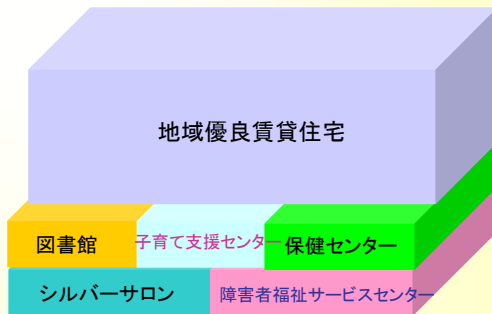 地域優良賃貸住宅
図書館
子育て支援センター
保健センター
シルバーサロン
障害者福祉サービスセンター